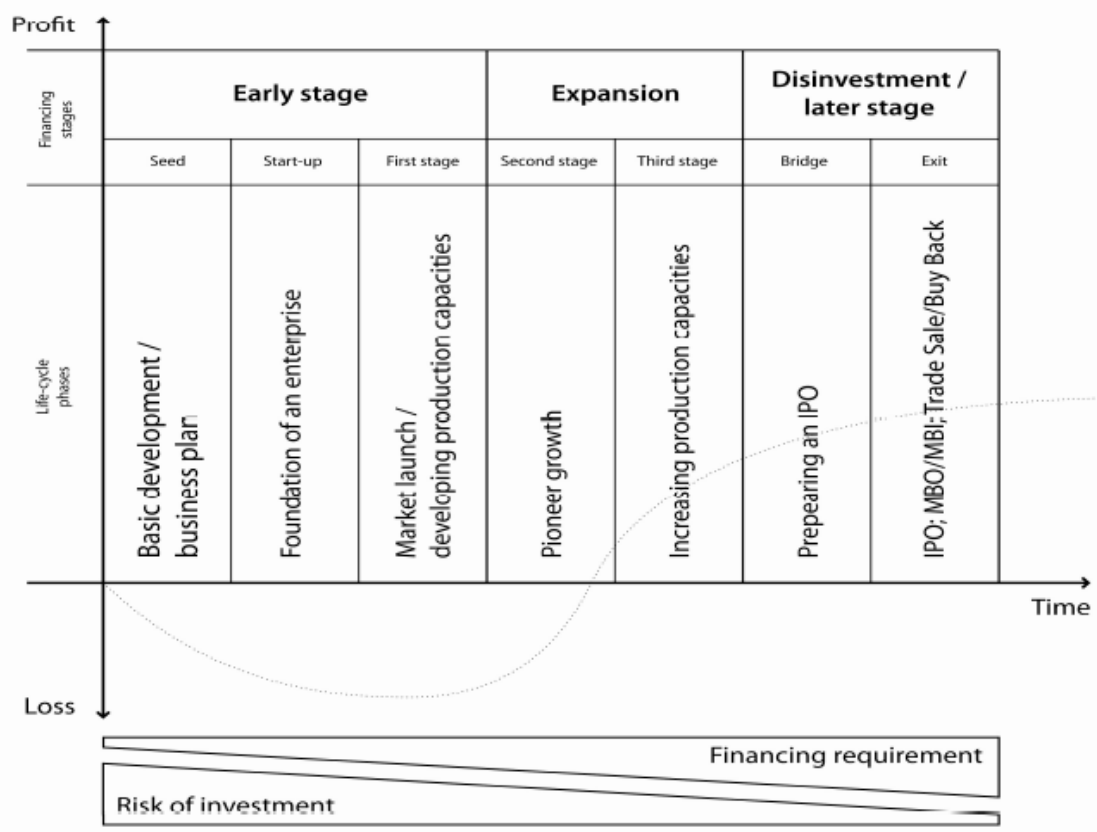 Profit
Financing
stages
Early stage
Expansion
Disinvestment /
later stage
Seed
Start-up
First stage
Second stage
Third stage
Bridge
Exit
Life-cycle
phases
Basic development /
business plan
Foundation of an enterprise
Market launch /
developing production capacities
Pioneer growth
Increasing production capacities
Prepearing an IPO
IPO; MBO/MBI; Trade Sale/Buy Back
Time
Loss
Financing requirement
Risk of investment